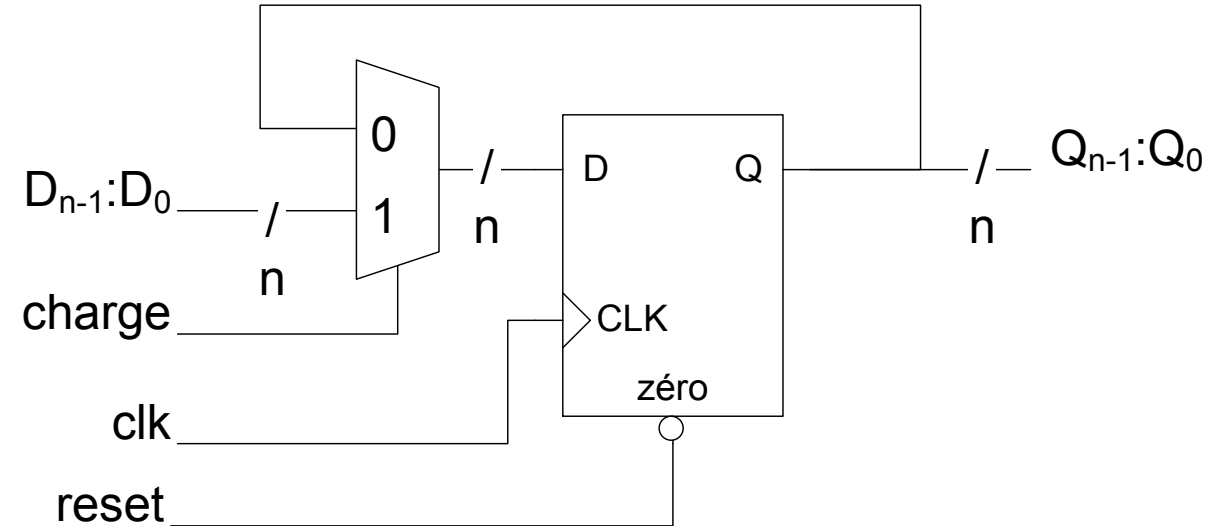 0
D Q
Dn-1:D0 / n
1
/ n
/ n
Qn-1:Q0
charge
CLK
zéro
clk
reset